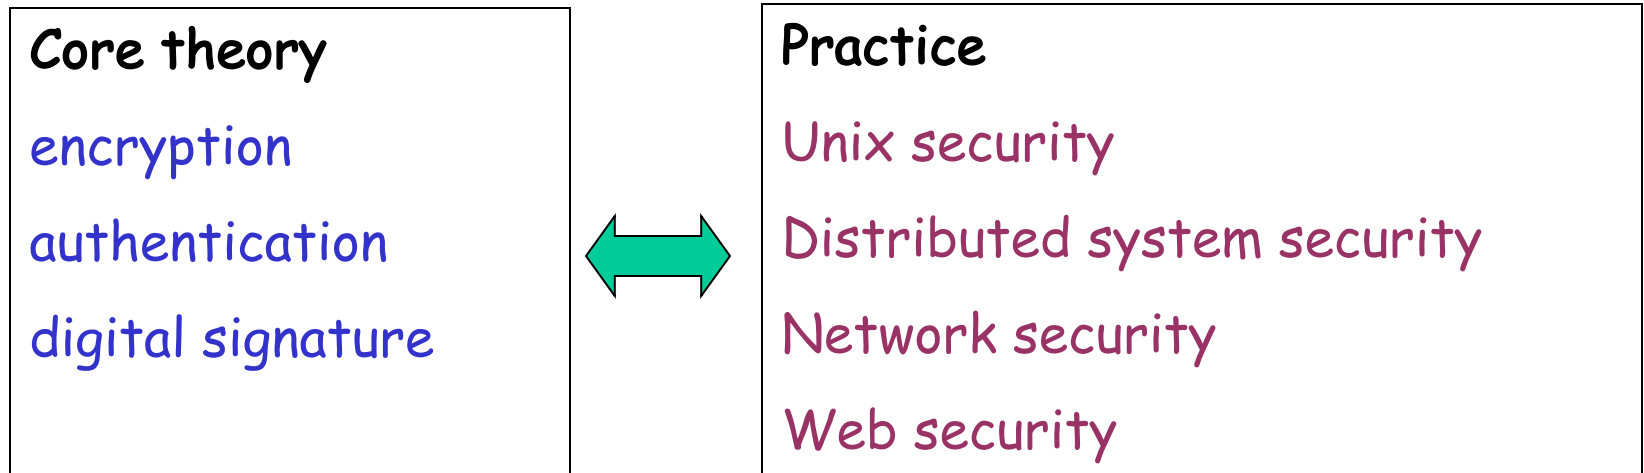 Core theory
encryption
authentication
digital signature
Practice
Unix security
Distributed system security
Network security
Web security